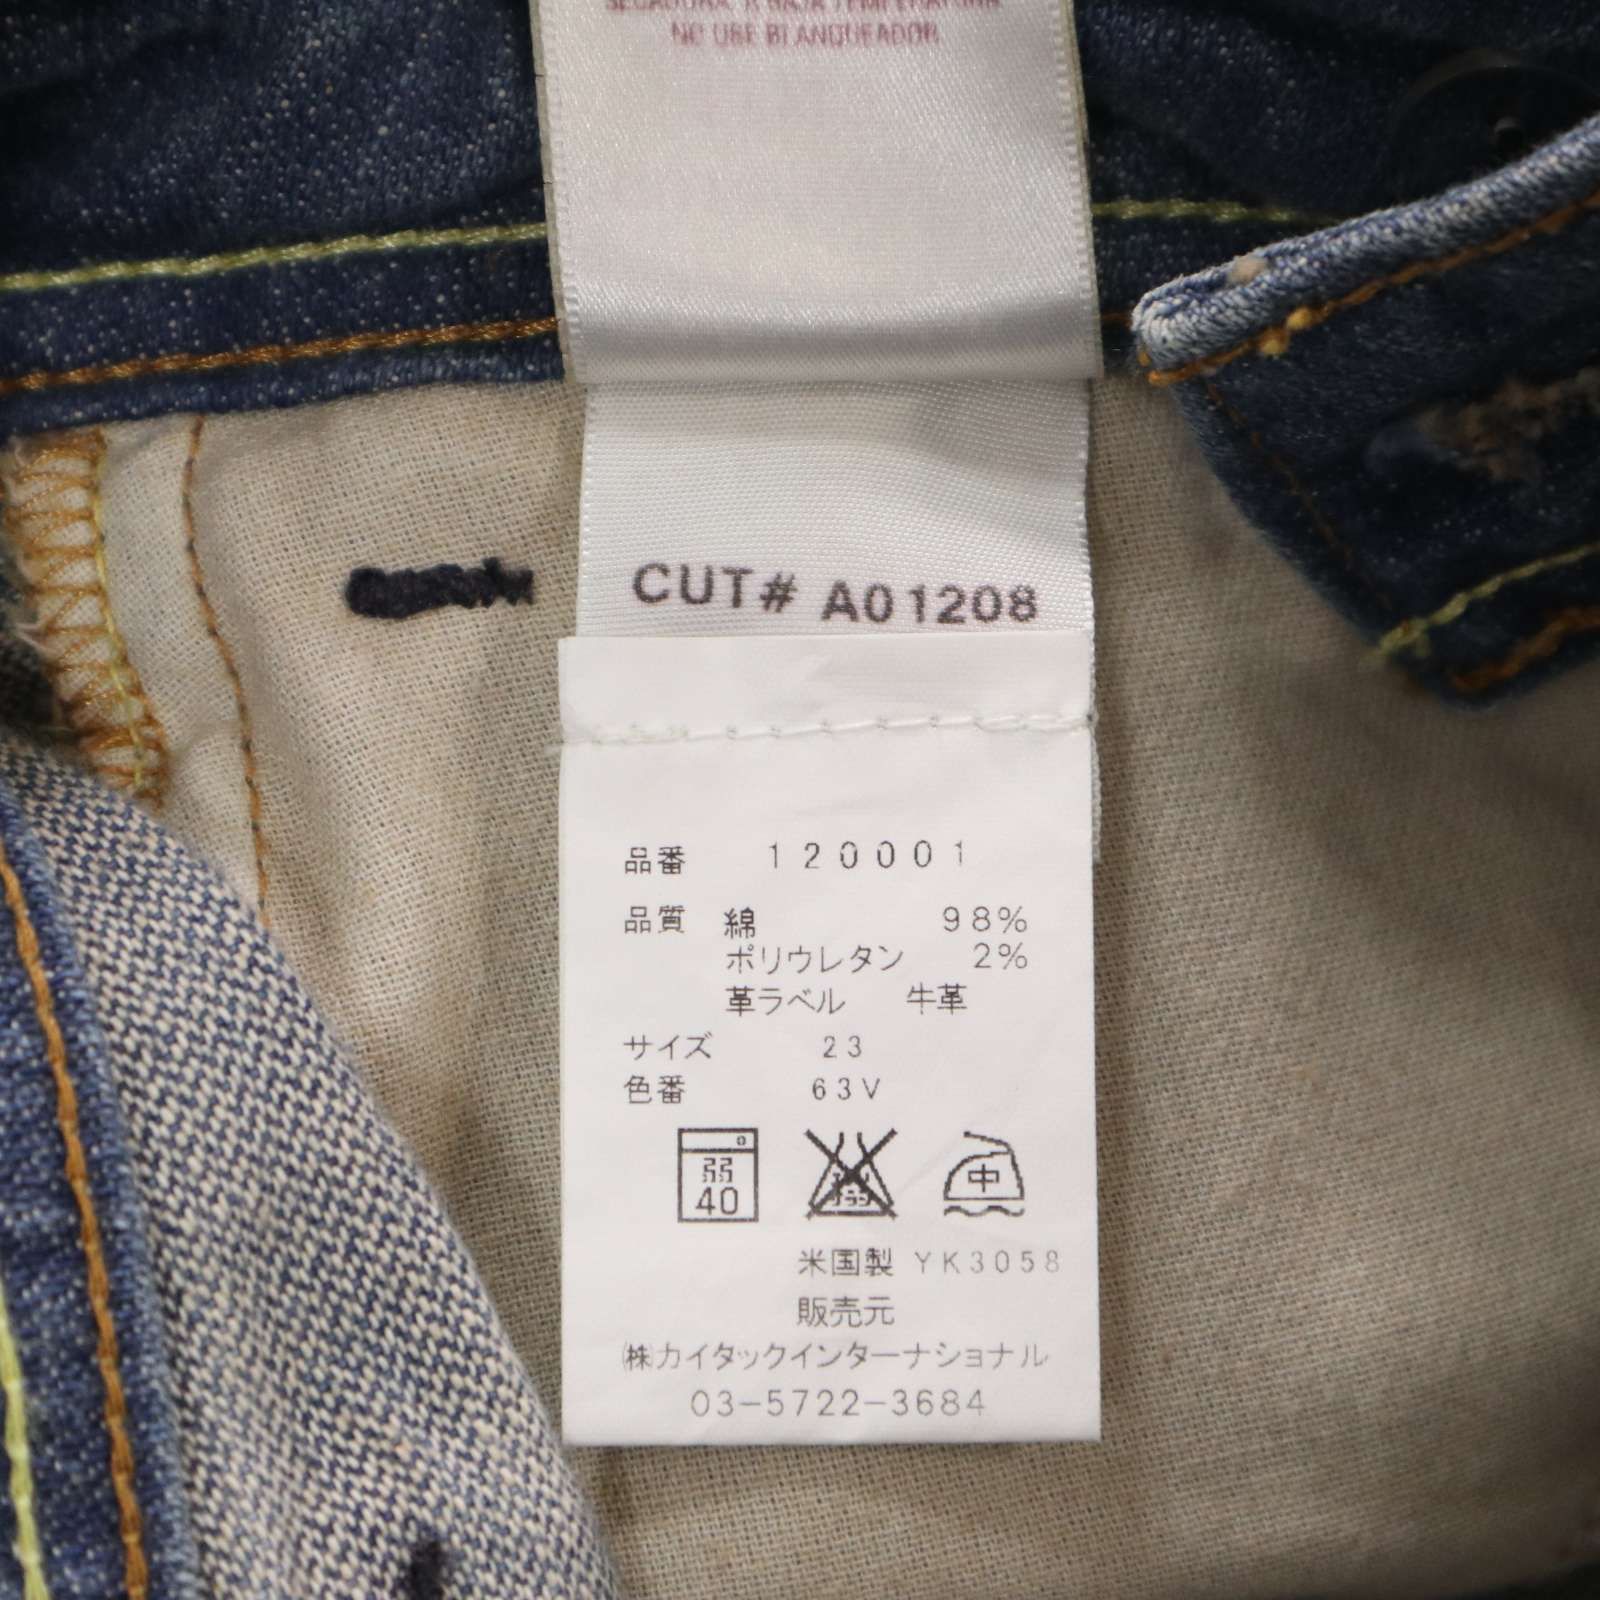 SECADORA A BAJA TEMPERATURA
NO USE BLANQUEADOR
CUT# A01208
品番 120001
品質 綿 98%
ポリウレタン 2%
革ラベル 牛革
サイズ 23
色番 63V
弱 40 中
米国製 YK3058
販売元
㈱カイタックインターナショナル
03-5722-3684